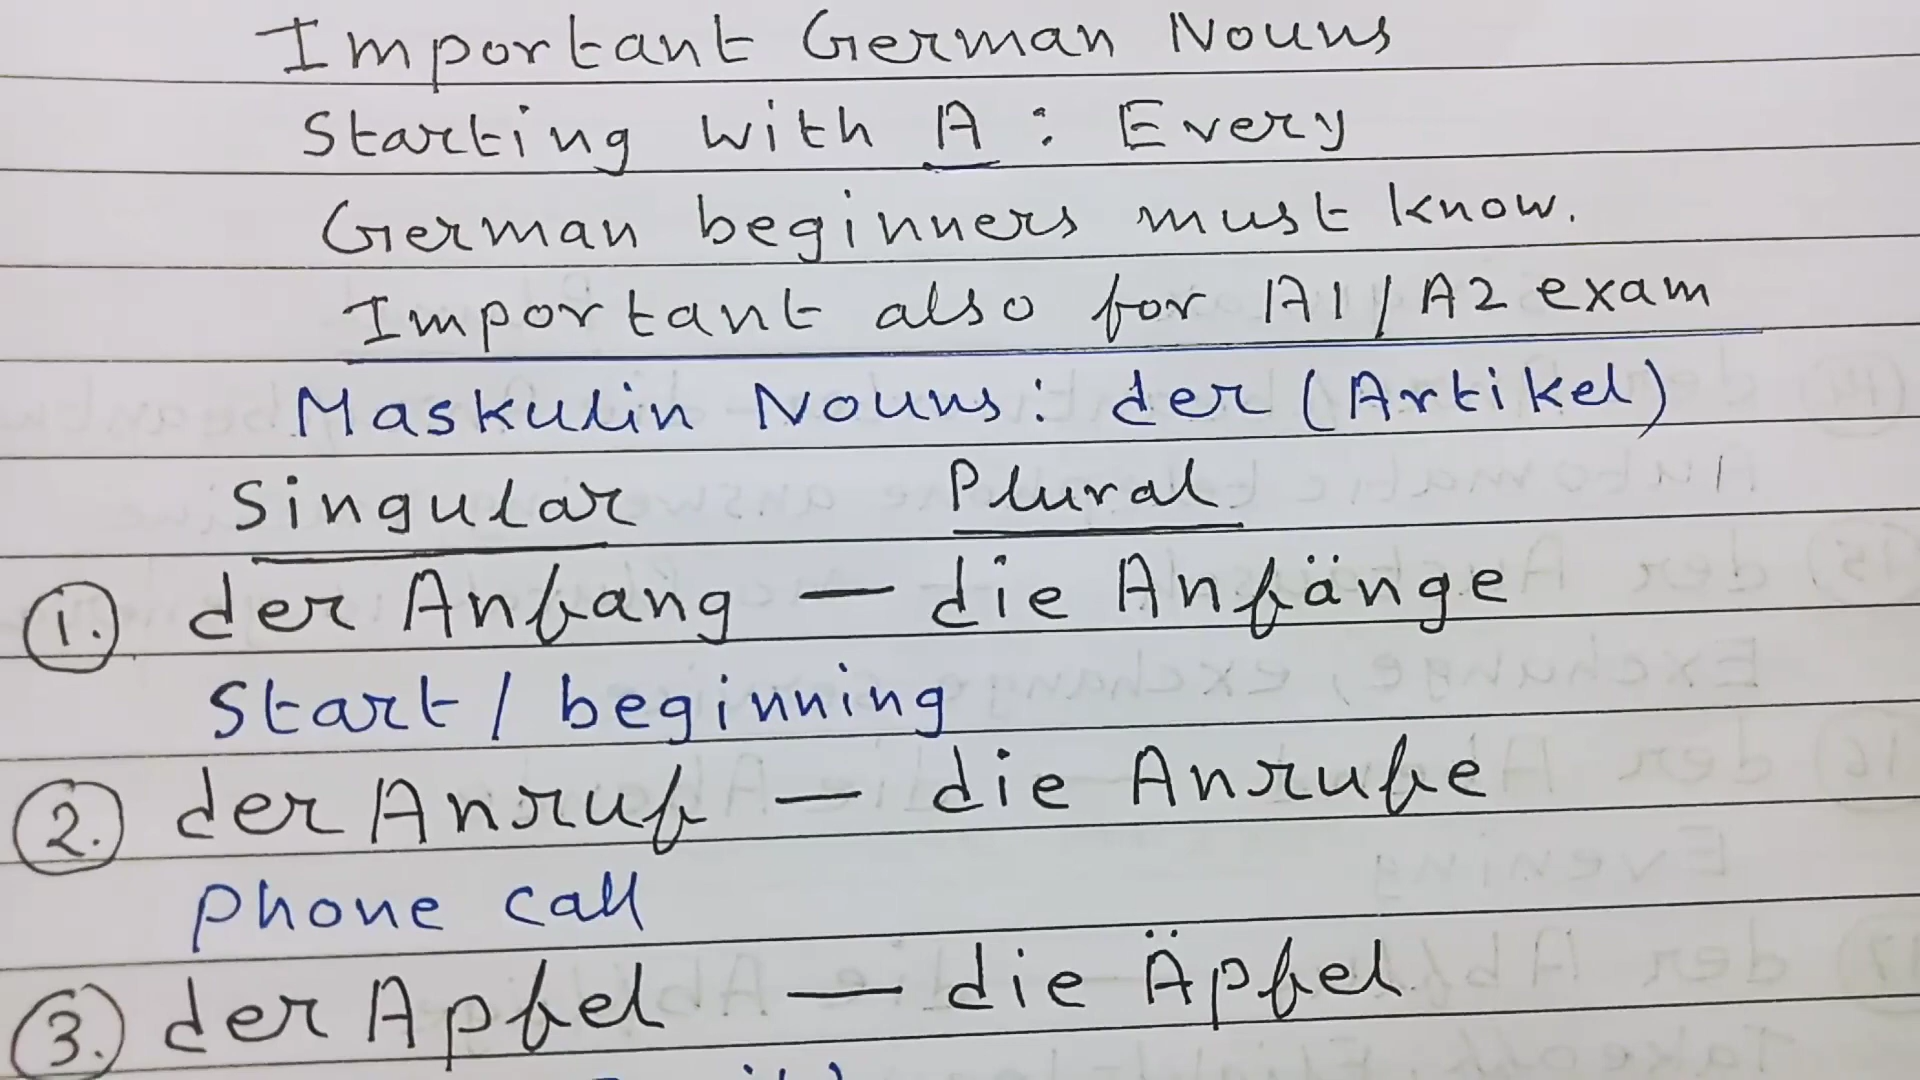 Important German Nouns
Starting with A : Every
German beginners must know.
Important also for A1/A2 exam
Maskulin Nouns: der (Artikel)
Singular Plural
1. der Anfang — die Anfänge
Start / beginning
2. der Anruf — die Anrufe
Phone call
3. der Apfel — die Äpfel